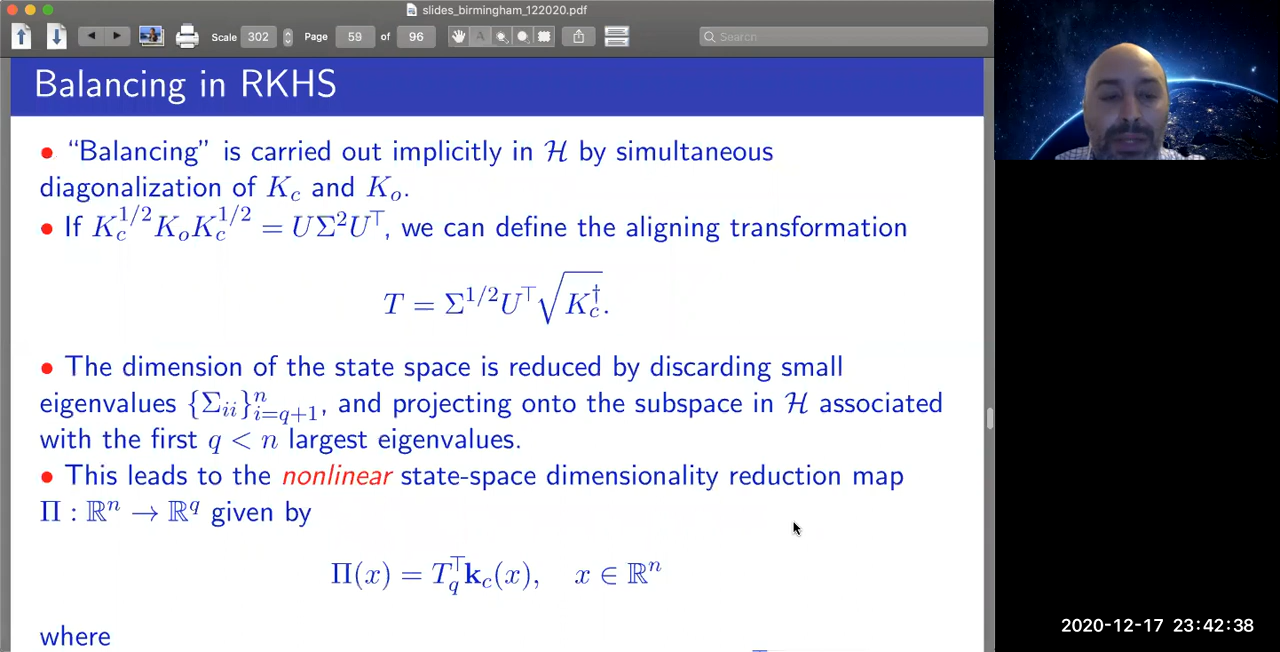 slides_birmingham_122020.pdf
Scale 302 Page 59 of 96 Search
Balancing in RKHS
• “Balancing” is carried out implicitly in ℋ by simultaneous
diagonalization of K_c and K_o.
• If K_c^{1/2} K_o K_c^{1/2} = UΣ²U^⊤, we can define the aligning transformation
T = Σ^{1/2} U^⊤ √(K_c^†).
• The dimension of the state space is reduced by discarding small
eigenvalues {Σ_{ii}}_{i=q+1}^n, and projecting onto the subspace in ℋ associated
with the first q < n largest eigenvalues.
• This leads to the nonlinear state-space dimensionality reduction map
Π : ℝ^n → ℝ^q given by
Π(x) = T_q^⊤ k_c(x), x ∈ ℝ^n
where
2020-12-17 23:42:38